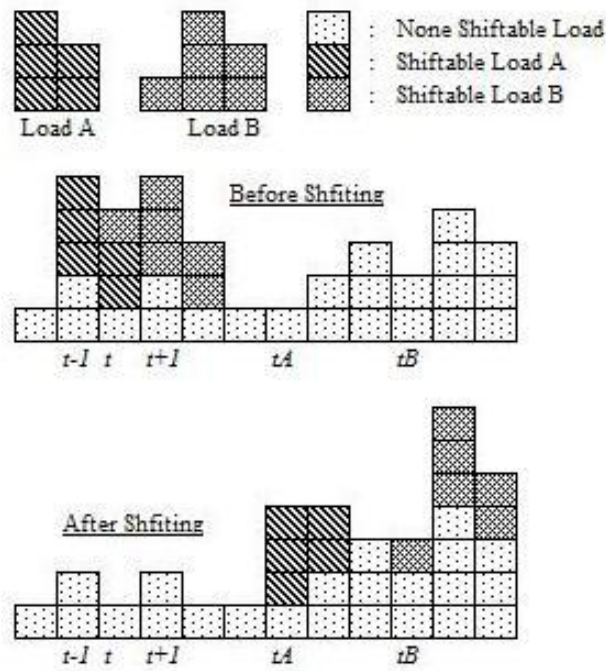 : None Shiftable Load
: Shiftable Load A
: Shiftable Load B
Load A Load B
Before Shfiting
t-1 t t+1 tA tB
After Shfiting
t-1 t t+1 tA tB